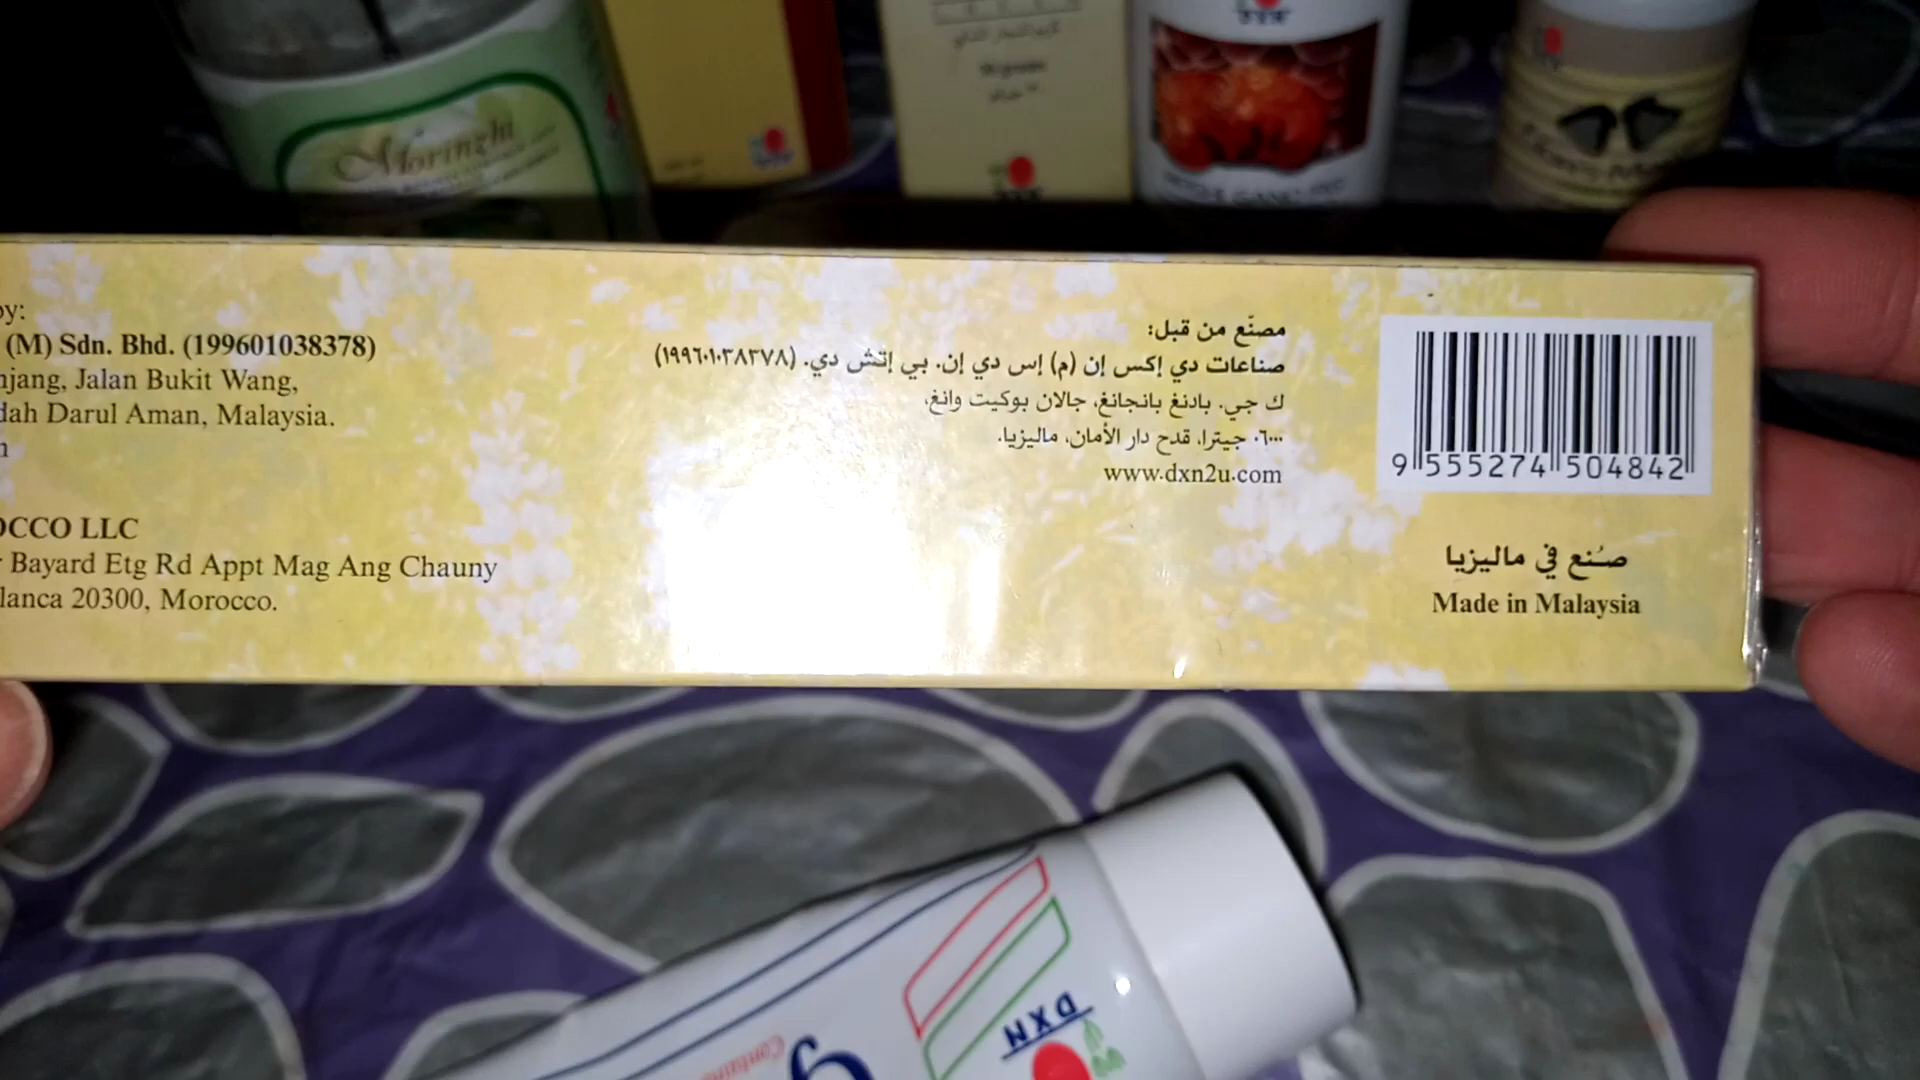 Moringhi
DXN
by:
(M) Sdn. Bhd. (199601038378)
njang, Jalan Bukit Wang,
dah Darul Aman, Malaysia.
OCCO LLC
Bayard Etg Rd Appt Mag Ang Chauny
lanca 20300, Morocco.
مصنّع من قبل:
صناعات دي إكس إن (م) إس دي إن. بي إتش دي. (١٩٩٦٠١٠٣٨٣٧٨)
ك جي. بادنغ بانجانغ، جالان بوكيت وانغ،
٠٦٠٠٠ جيترا، قدح دار الأمان، ماليزيا.
www.dxn2u.com
9 555274 504842
صُنع في ماليزيا
Made in Malaysia
DXN